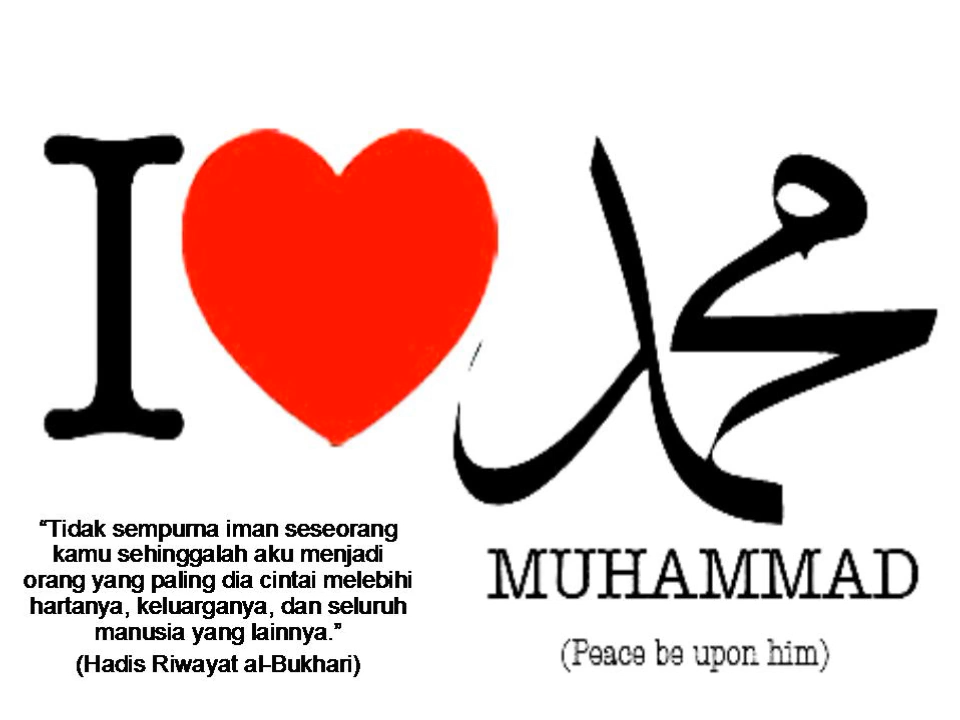 I محمد
“Tidak sempurna iman seseorang
kamu sehinggalah aku menjadi
orang yang paling dia cintai melebihi
hartanya, keluarganya, dan seluruh
manusia yang lainnya.”
(Hadis Riwayat al-Bukhari)
MUHAMMAD
(Peace be upon him)